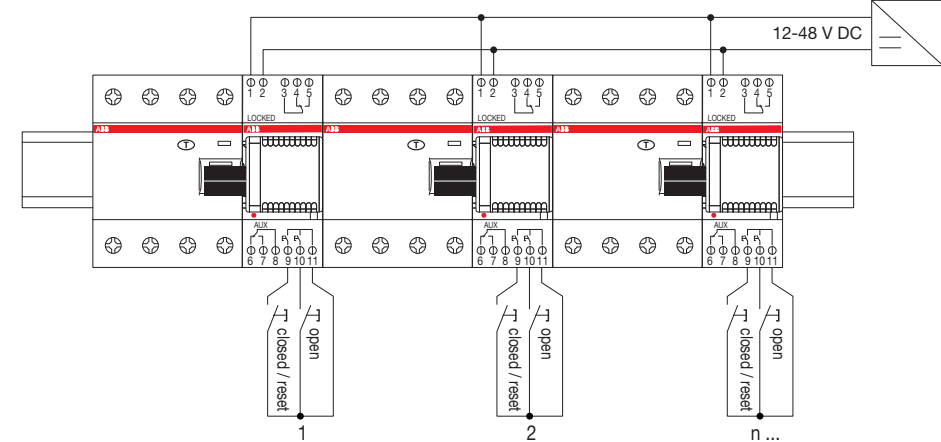 12-48 V DC
1 2 3 4 5
1 2 3 4 5
1 2 3 4 5
LOCKED
LOCKED
LOCKED
ABB ABB ABB ABB ABB ABB
T T T
AUX
AUX
AUX
6 7 8 9 10 11
6 7 8 9 10 11
6 7 8 9 10 11
closed / reset
open
closed / reset
open
closed / reset
open
1
2
n ...